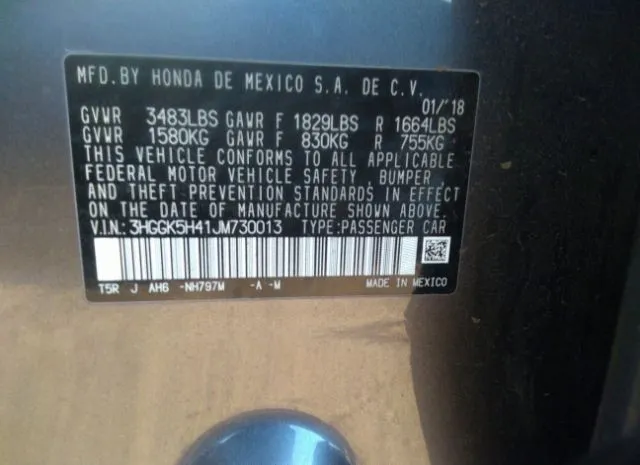 MFD.BY HONDA DE MEXICO S.A. DE C.V.
01/'18
GVWR 3483LBS GAWR F 1829LBS R 1664LBS
GVWR 1580KG GAWR F 830KG R 755KG
THIS VEHICLE CONFORMS TO ALL APPLICABLE
FEDERAL MOTOR VEHICLE SAFETY, BUMPER
AND THEFT PREVENTION STANDARDS IN EFFECT
ON THE DATE OF MANUFACTURE SHOWN ABOVE.
V.I.N.: 3HGGK5H41JM730013 TYPE:PASSENGER CAR
T5R J AH6 -NH797M -A -M MADE IN MEXICO